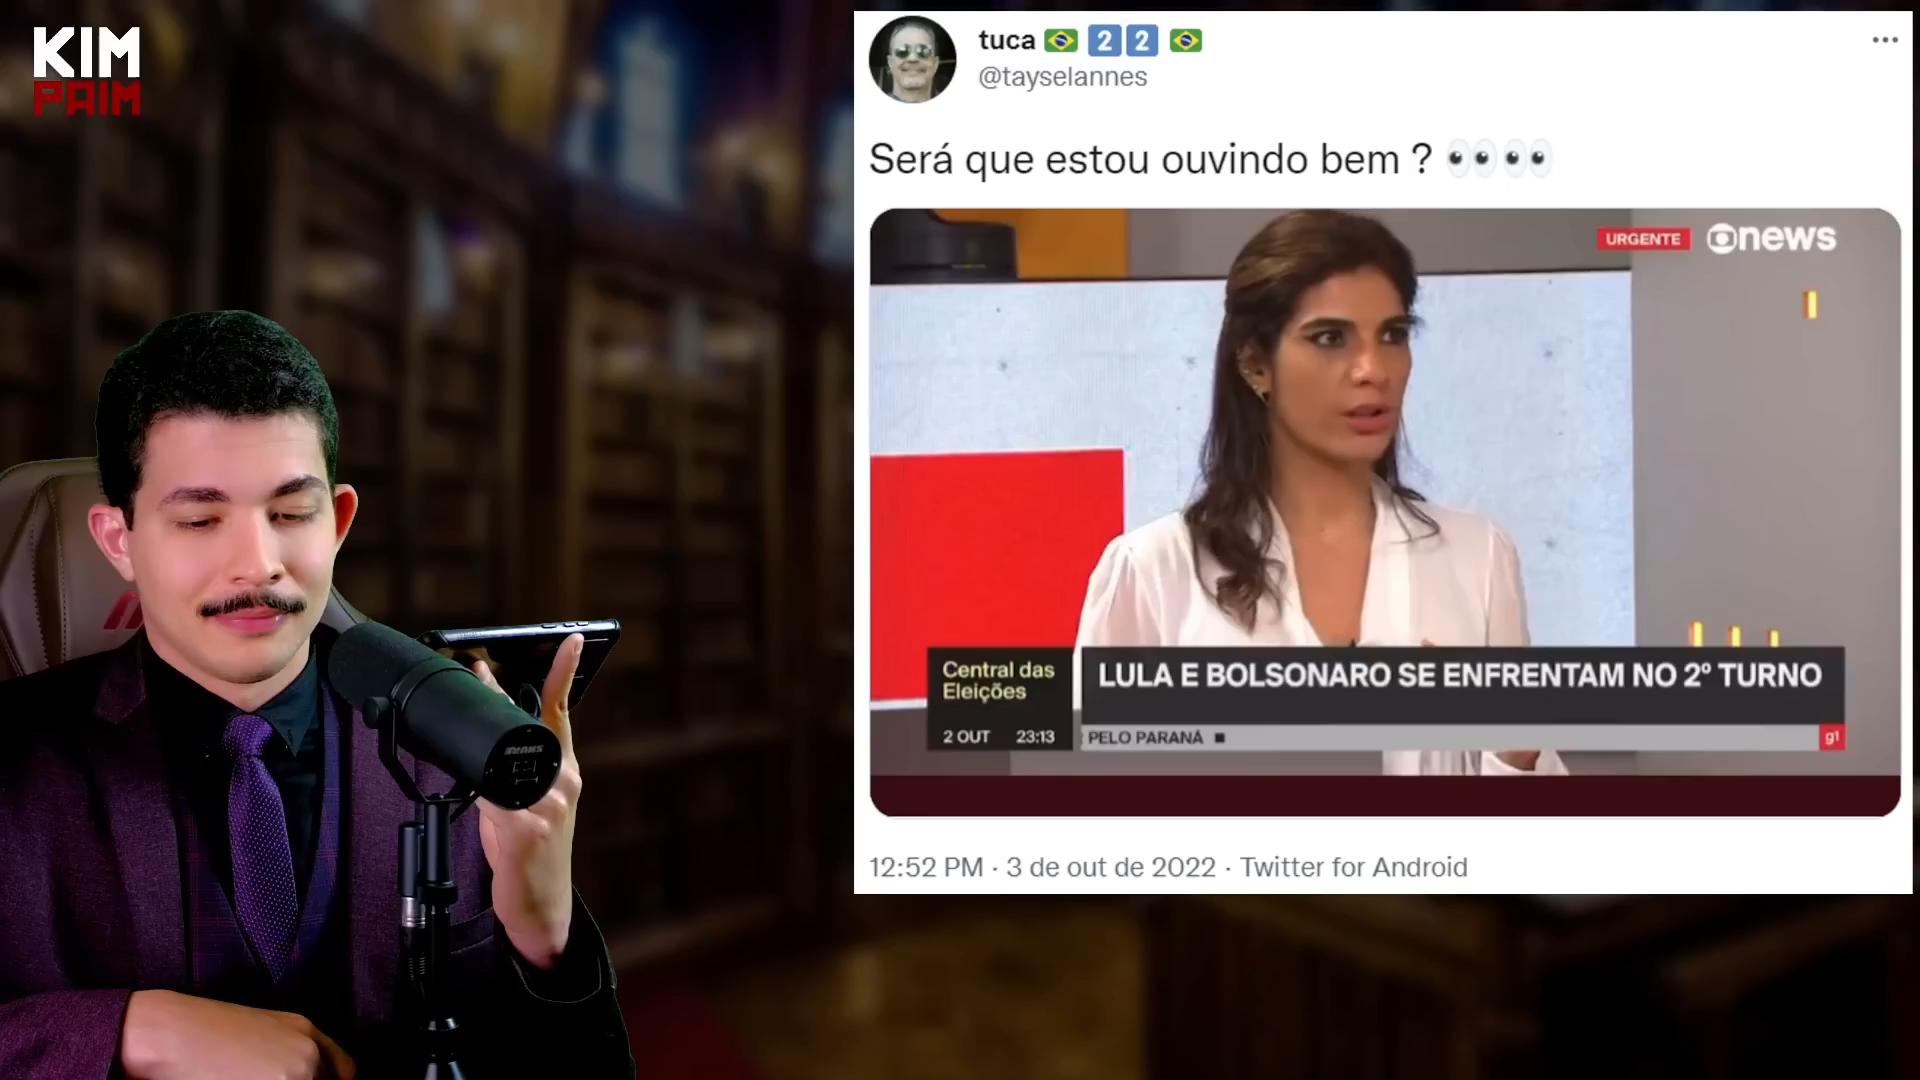 KIM
PAIM
tuca 🇧🇷 2️⃣2️⃣ 🇧🇷
@tayselannes
Será que estou ouvindo bem ? 👀👀
URGENTE
news
Central das
Eleições
LULA E BOLSONARO SE ENFRENTAM NO 2º TURNO
2 OUT 23:13
PELO PARANÁ ■
g1
12:52 PM · 3 de out de 2022 · Twitter for Android
SHURE